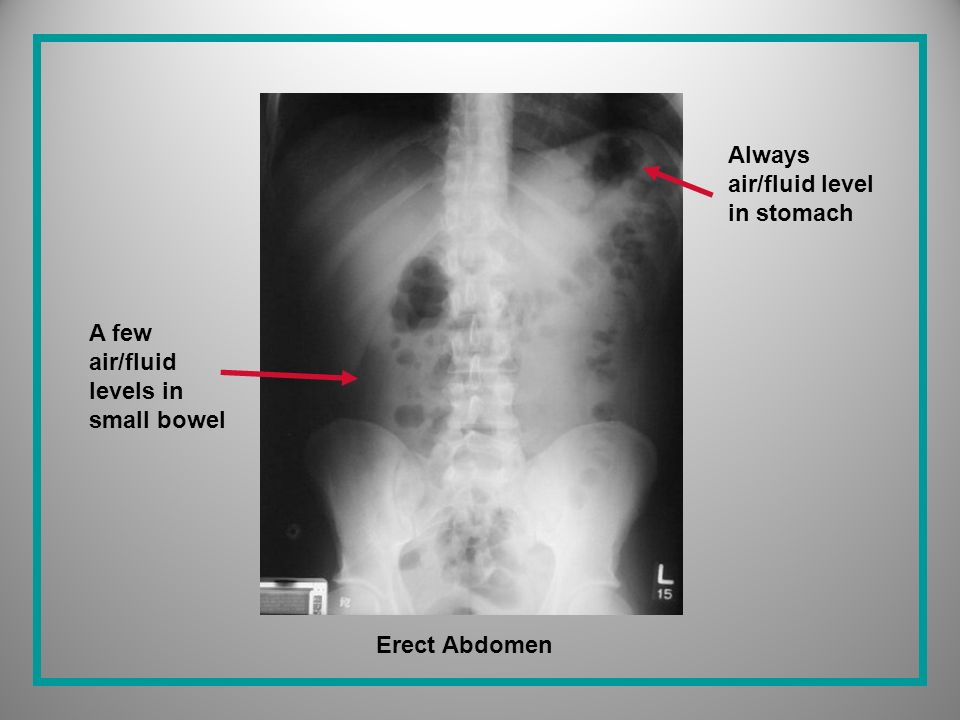 Always
air/fluid level
in stomach
A few
air/fluid
levels in
small bowel
L
15
Erect Abdomen